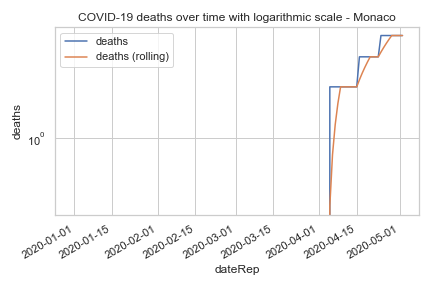 COVID-19 deaths over time with logarithmic scale - Monaco
deaths
deaths (rolling)
deaths
10^0
2020-01-01
2020-01-15
2020-02-01
2020-02-15
2020-03-01
2020-03-15
2020-04-01
2020-04-15
2020-05-01
dateRep